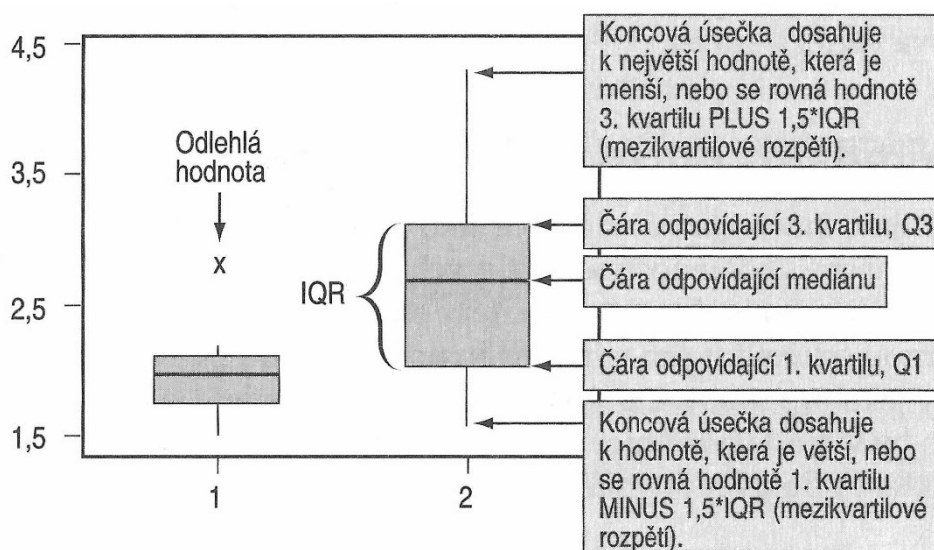 4,5
3,5
2,5
1,5
Odlehlá
hodnota
x
1
IQR
2
Koncová úsečka dosahuje
k největší hodnotě, která je
menší, nebo se rovná hodnotě
3. kvartilu PLUS 1,5*IQR
(mezikvartilové rozpětí).
Čára odpovídající 3. kvartilu, Q3
Čára odpovídající mediánu
Čára odpovídající 1. kvartilu, Q1
Koncová úsečka dosahuje
k hodnotě, která je větší, nebo
se rovná hodnotě 1. kvartilu
MINUS 1,5*IQR (mezikvartilové
rozpětí).